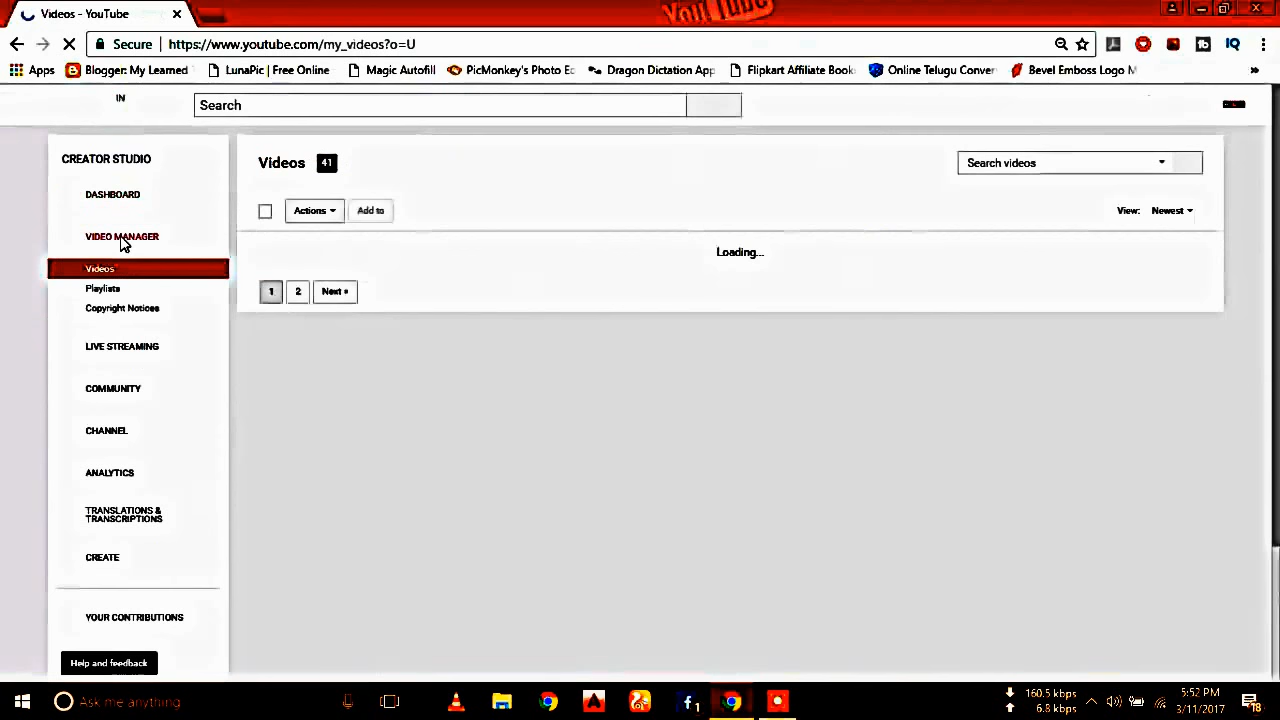 You Tube
Videos - YouTube
Secure
https://www.youtube.com/my_videos?o=U
Apps
Blogger: My Learned
LunaPic | Free Online
Magic Autofill
PicMonkey's Photo Ed
Dragon Dictation App
Flipkart Affiliate Book
Online Telugu Conver
Bevel Emboss Logo M
»
IN
Search
CREATOR STUDIO
DASHBOARD
VIDEO MANAGER
Videos
Playlists
Copyright Notices
LIVE STREAMING
COMMUNITY
CHANNEL
ANALYTICS
TRANSLATIONS &
TRANSCRIPTIONS
CREATE
YOUR CONTRIBUTIONS
Help and feedback
Videos 41
Search videos
Actions
Add to
View: Newest
Loading...
1 2 Next »
Ask me anything
160.5 kbps
6.8 kbps
5:52 PM
3/11/2017
18